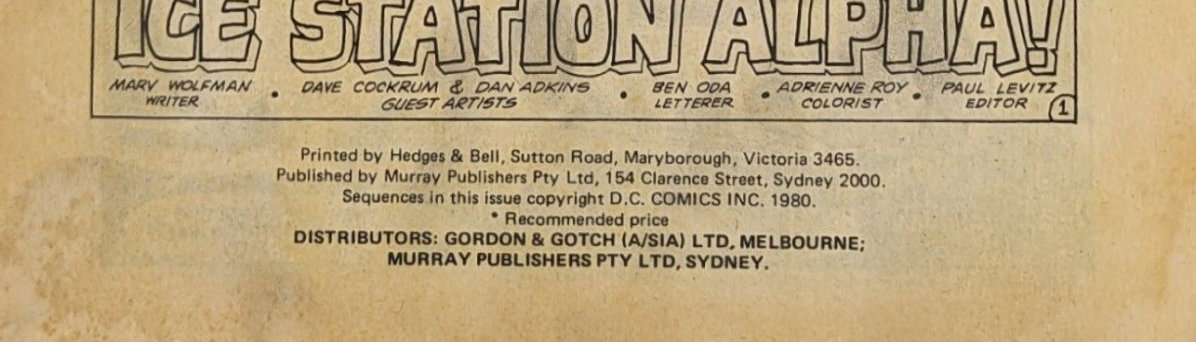 ICE STATION ALPHA!
MARV WOLFMAN • DAVE COCKRUM & DAN ADKINS • BEN ODA • ADRIENNE ROY • PAUL LEVITZ
WRITER GUEST ARTISTS LETTERER COLORIST EDITOR 1
Printed by Hedges & Bell, Sutton Road, Maryborough, Victoria 3465.
Published by Murray Publishers Pty Ltd, 154 Clarence Street, Sydney 2000.
Sequences in this issue copyright D.C. COMICS INC. 1980.
* Recommended price
DISTRIBUTORS: GORDON & GOTCH (A/SIA) LTD, MELBOURNE;
MURRAY PUBLISHERS PTY LTD, SYDNEY.